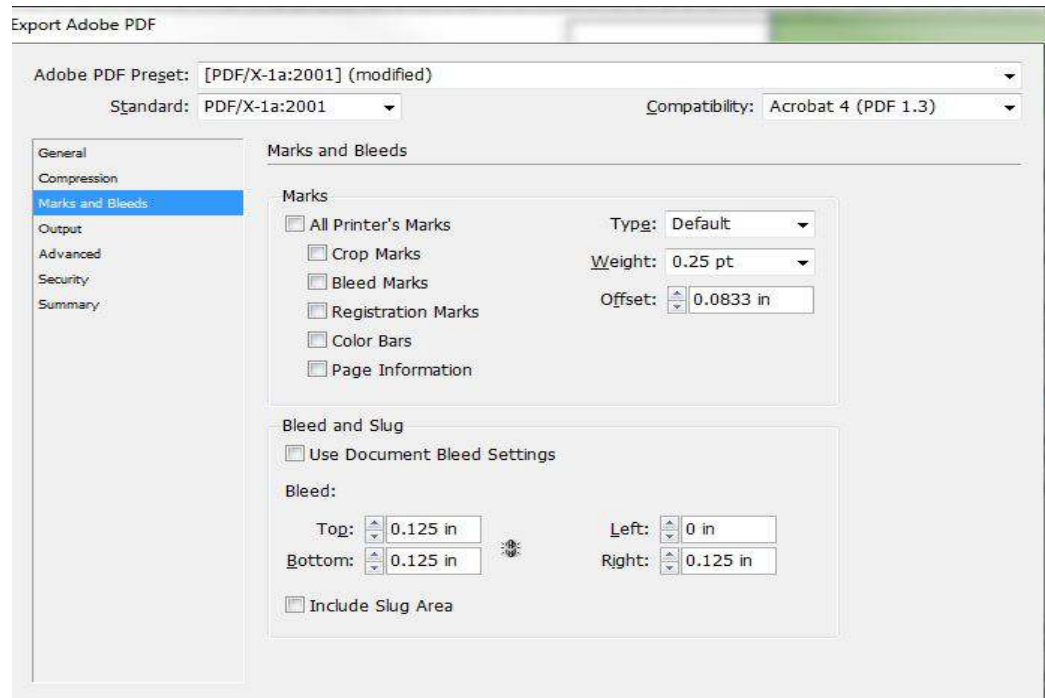 Export Adobe PDF
Adobe PDF Preset: [PDF/X-1a:2001] (modified)
Standard: PDF/X-1a:2001 Compatibility: Acrobat 4 (PDF 1.3)
General
Compression
Marks and Bleeds
Output
Advanced
Security
Summary
Marks and Bleeds
Marks
All Printer's Marks
Crop Marks
Bleed Marks
Registration Marks
Color Bars
Page Information
Type: Default
Weight: 0.25 pt
Offset: 0.0833 in
Bleed and Slug
Use Document Bleed Settings
Bleed:
Top: 0.125 in Left: 0 in
Bottom: 0.125 in Right: 0.125 in
Include Slug Area